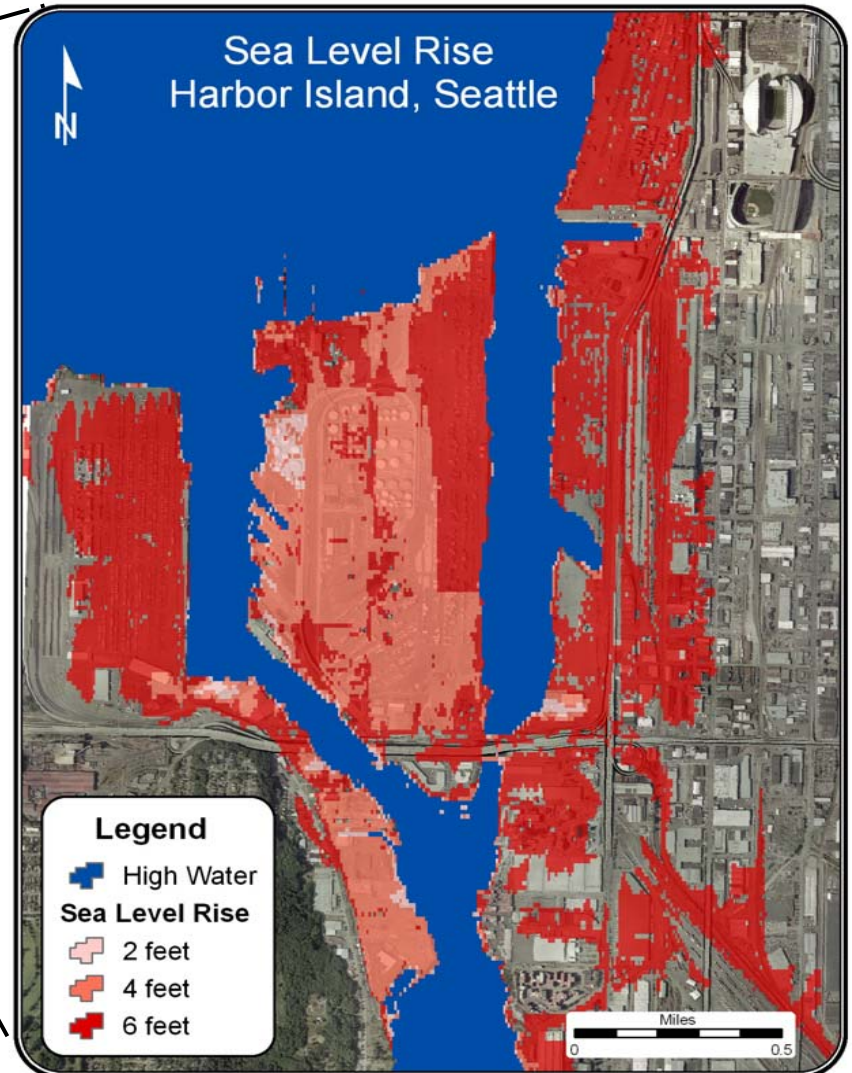 Sea Level Rise
Harbor Island, Seattle
N
Legend
High Water
Sea Level Rise
2 feet
4 feet
6 feet
Miles
0 0.5